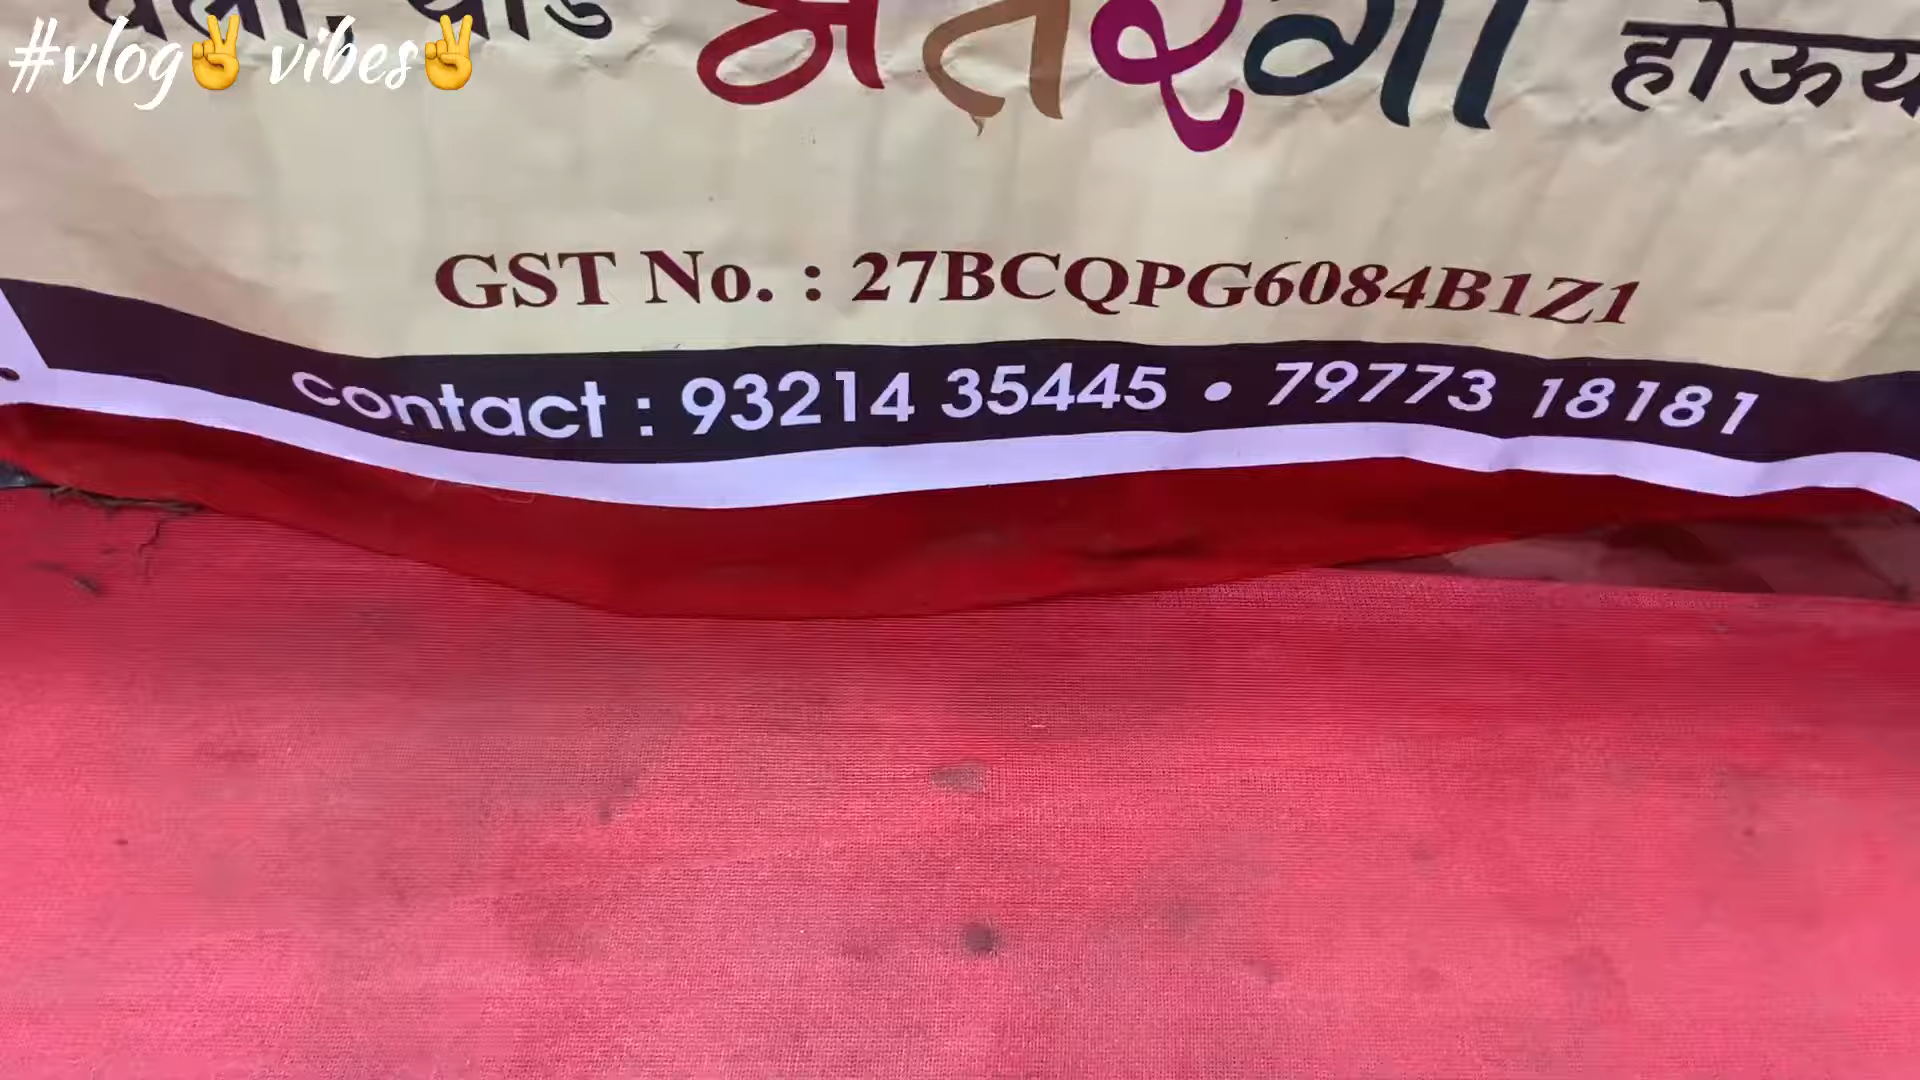 #vlog✌️ vibes✌️
होऊय
GST No. : 27BCQPG6084B1Z1
contact : 93214 35445 • 79773 18181